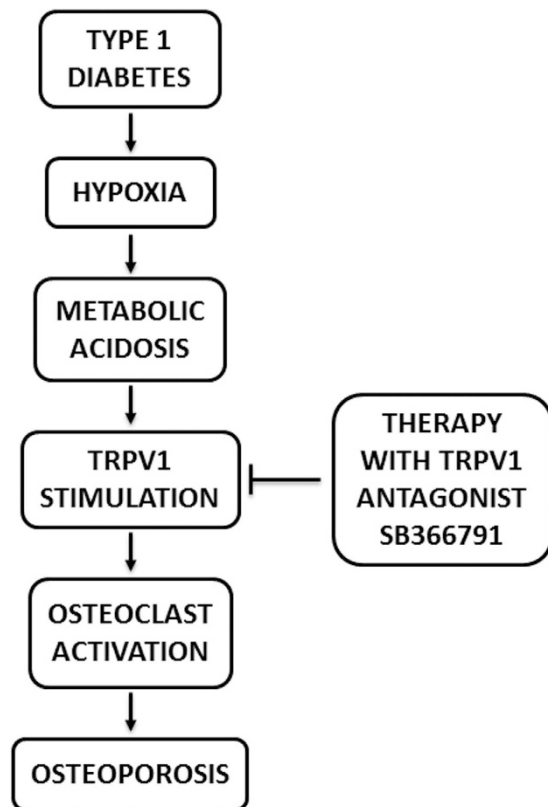 TYPE 1
DIABETES
HYPOXIA
METABOLIC
ACIDOSIS
TRPV1
STIMULATION
THERAPY
WITH TRPV1
ANTAGONIST
SB366791
OSTEOCLAST
ACTIVATION
OSTEOPOROSIS